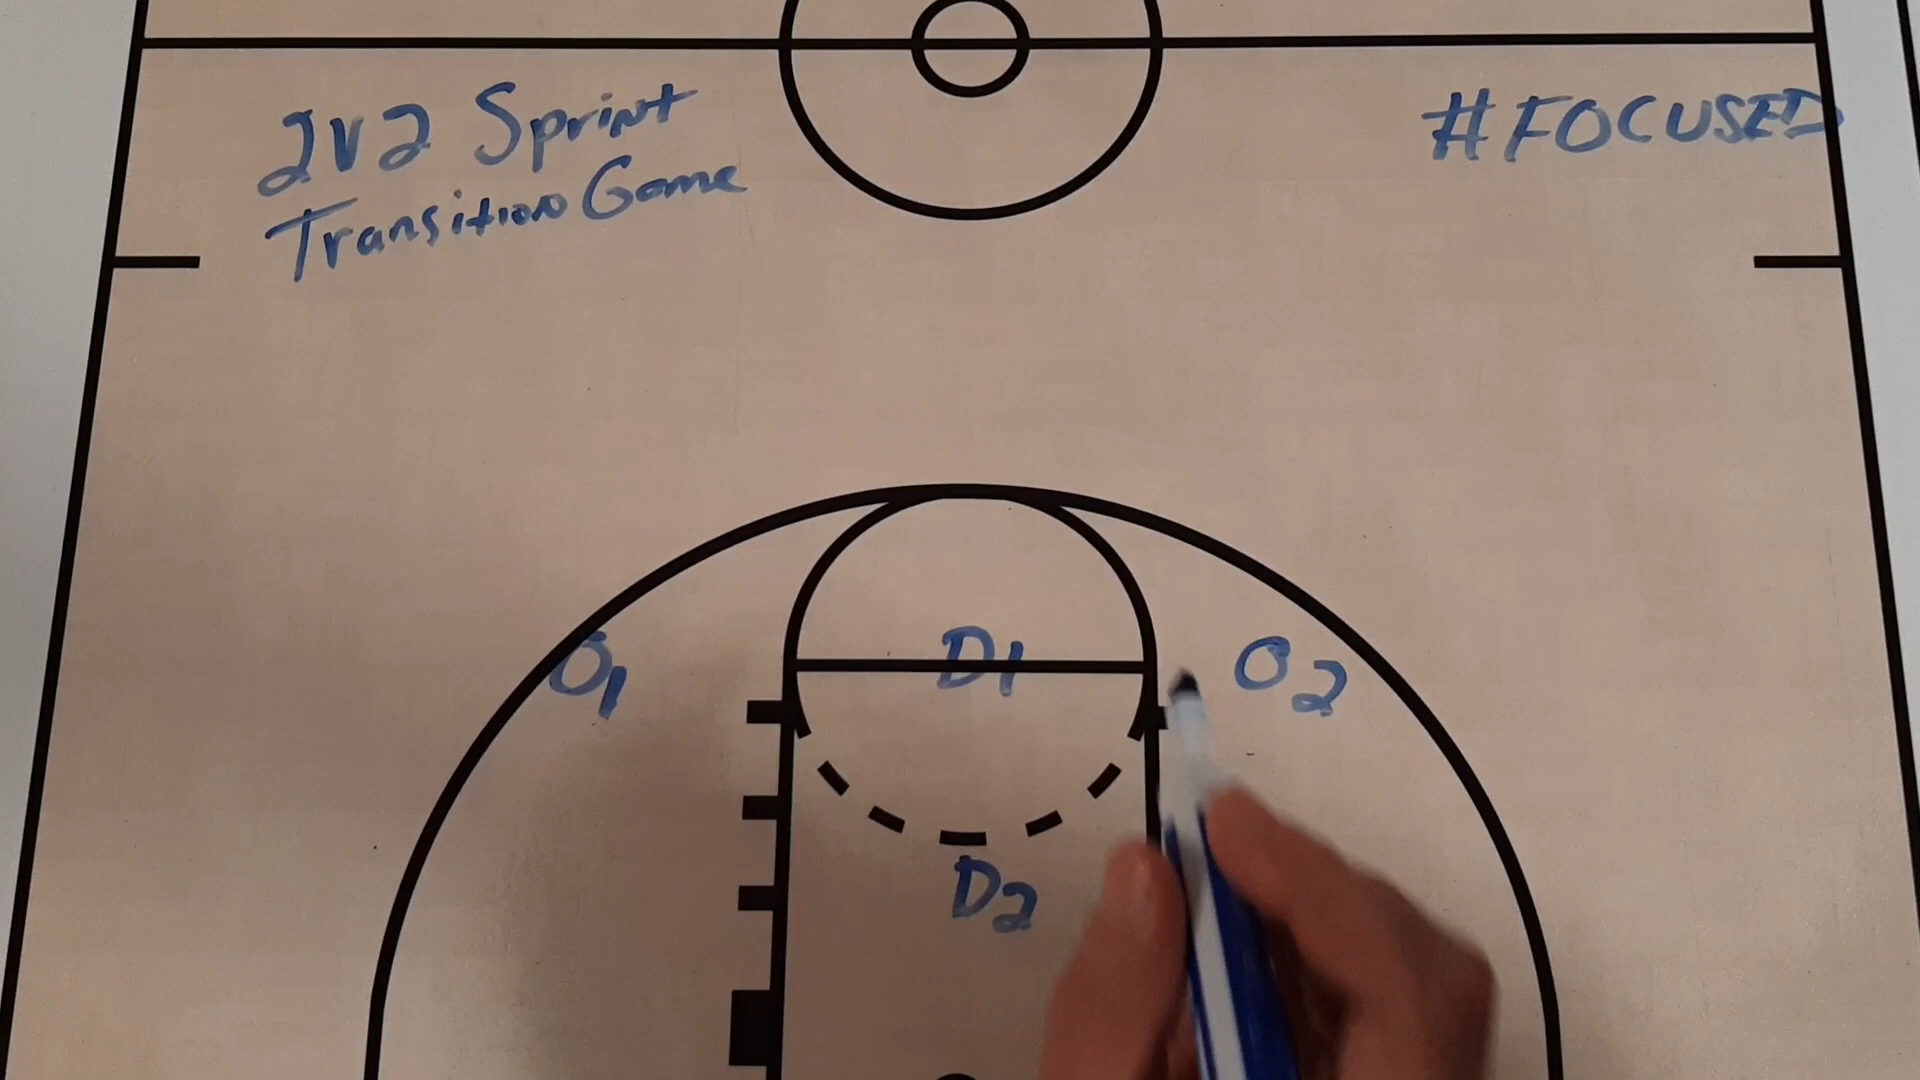 2v2 Sprint
Transition Game
#FOCUSED
O1
D1
O2
D2